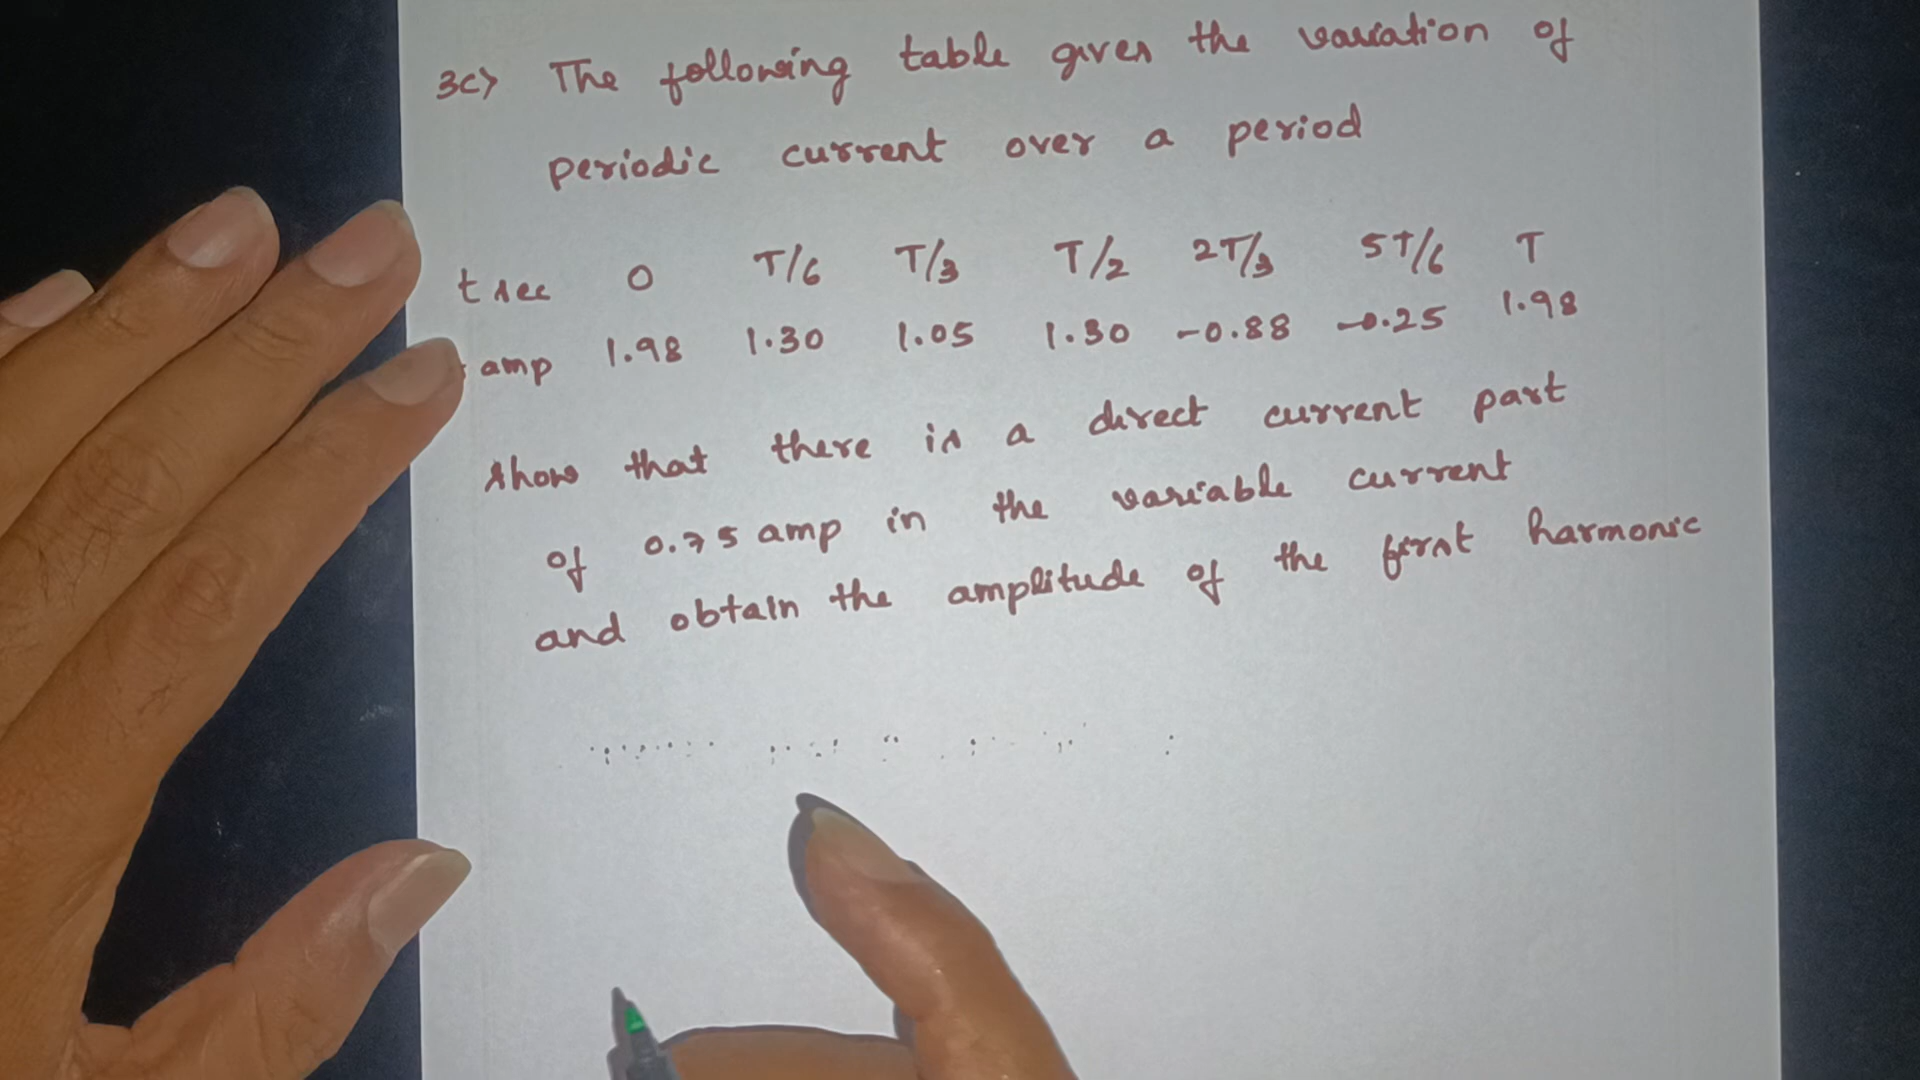 3c> The following table gives the variation of
periodic current over a period
t sec 0 T/6 T/3 T/2 2T/3 5T/6 T
amp 1.98 1.30 1.05 1.30 -0.88 -0.25 1.98
show that there is a direct current part
of 0.75 amp in the variable current
and obtain the amplitude of the first harmonic